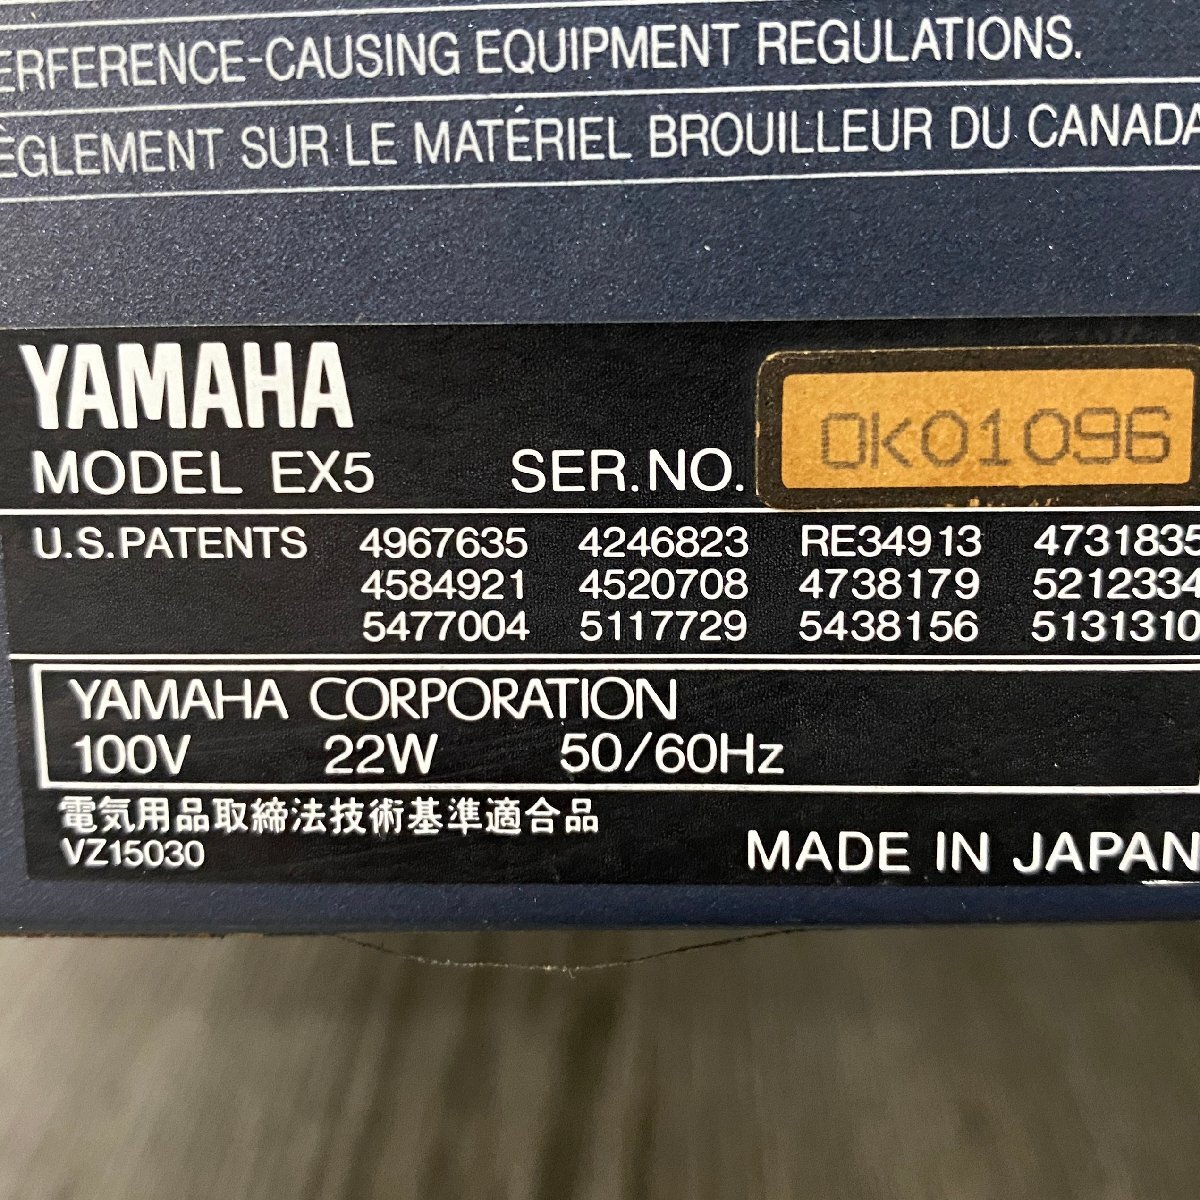 ERFERENCE-CAUSING EQUIPMENT REGULATIONS.
ÈGLEMENT SUR LE MATÉRIEL BROUILLEUR DU CANADA
YAMAHA
MODEL EX5 SER.NO. OK01096
U.S.PATENTS 4967635 4246823 RE34913 4731835
4584921 4520708 4738179 5212334
5477004 5117729 5438156 5131310
YAMAHA CORPORATION
100V 22W 50/60Hz
電気用品取締法技術基準適合品
VZ15030 MADE IN JAPAN